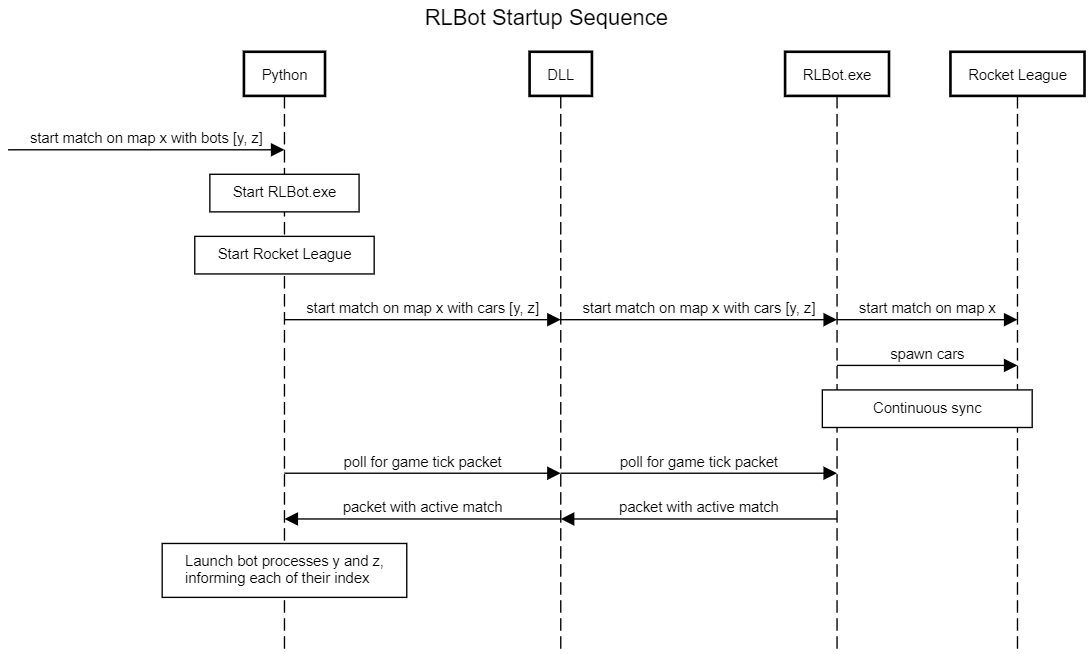 RLBot Startup Sequence
Python
DLL
RLBot.exe
Rocket League
start match on map x with bots [y, z]
Start RLBot.exe
Start Rocket League
start match on map x with cars [y, z]
start match on map x with cars [y, z]
start match on map x
spawn cars
Continuous sync
poll for game tick packet
poll for game tick packet
packet with active match
packet with active match
Launch bot processes y and z,
informing each of their index